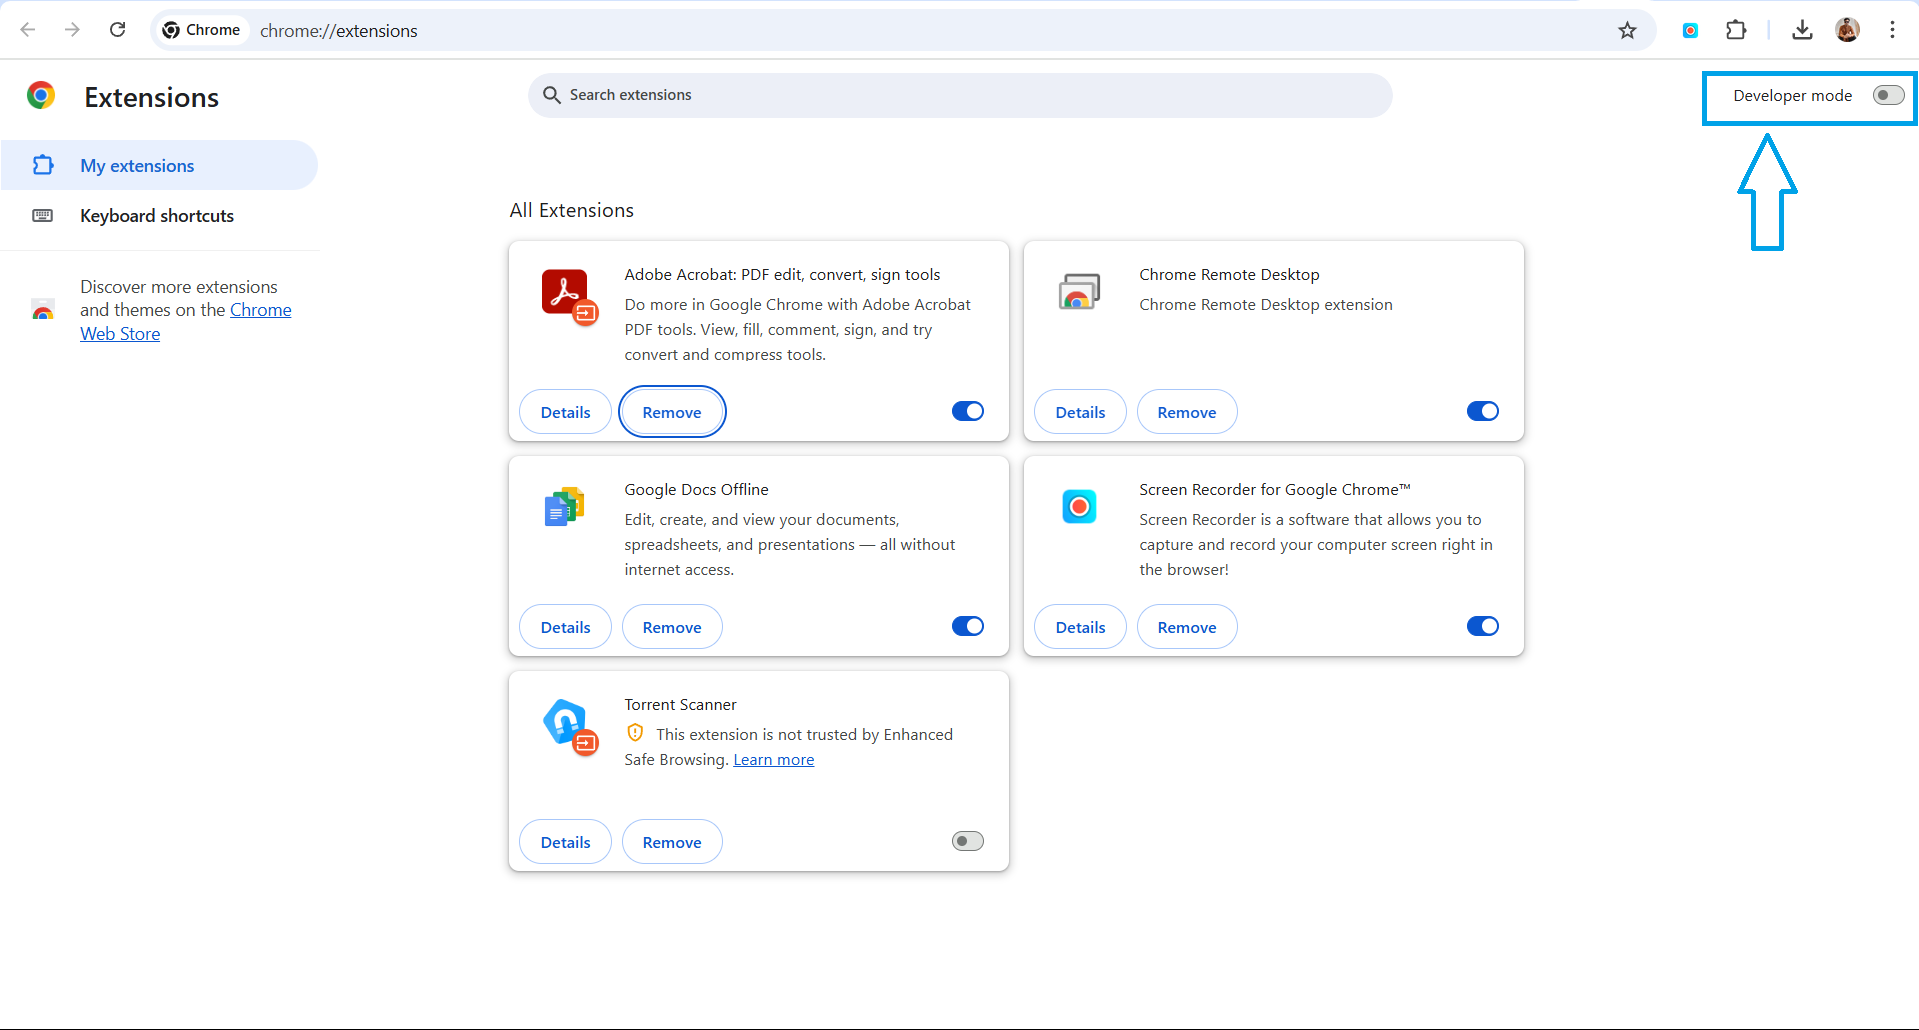 Chrome
chrome://extensions
Extensions
Search extensions
Developer mode
My extensions
Keyboard shortcuts
Discover more extensions
and themes on the Chrome
Web Store
All Extensions
Adobe Acrobat: PDF edit, convert, sign tools
Do more in Google Chrome with Adobe Acrobat
PDF tools. View, fill, comment, sign, and try
convert and compress tools.
Details
Remove
Chrome Remote Desktop
Chrome Remote Desktop extension
Details
Remove
Google Docs Offline
Edit, create, and view your documents,
spreadsheets, and presentations — all without
internet access.
Details
Remove
Screen Recorder for Google Chrome™
Screen Recorder is a software that allows you to
capture and record your computer screen right in
the browser!
Details
Remove
Torrent Scanner
This extension is not trusted by Enhanced
Safe Browsing. Learn more
Details
Remove